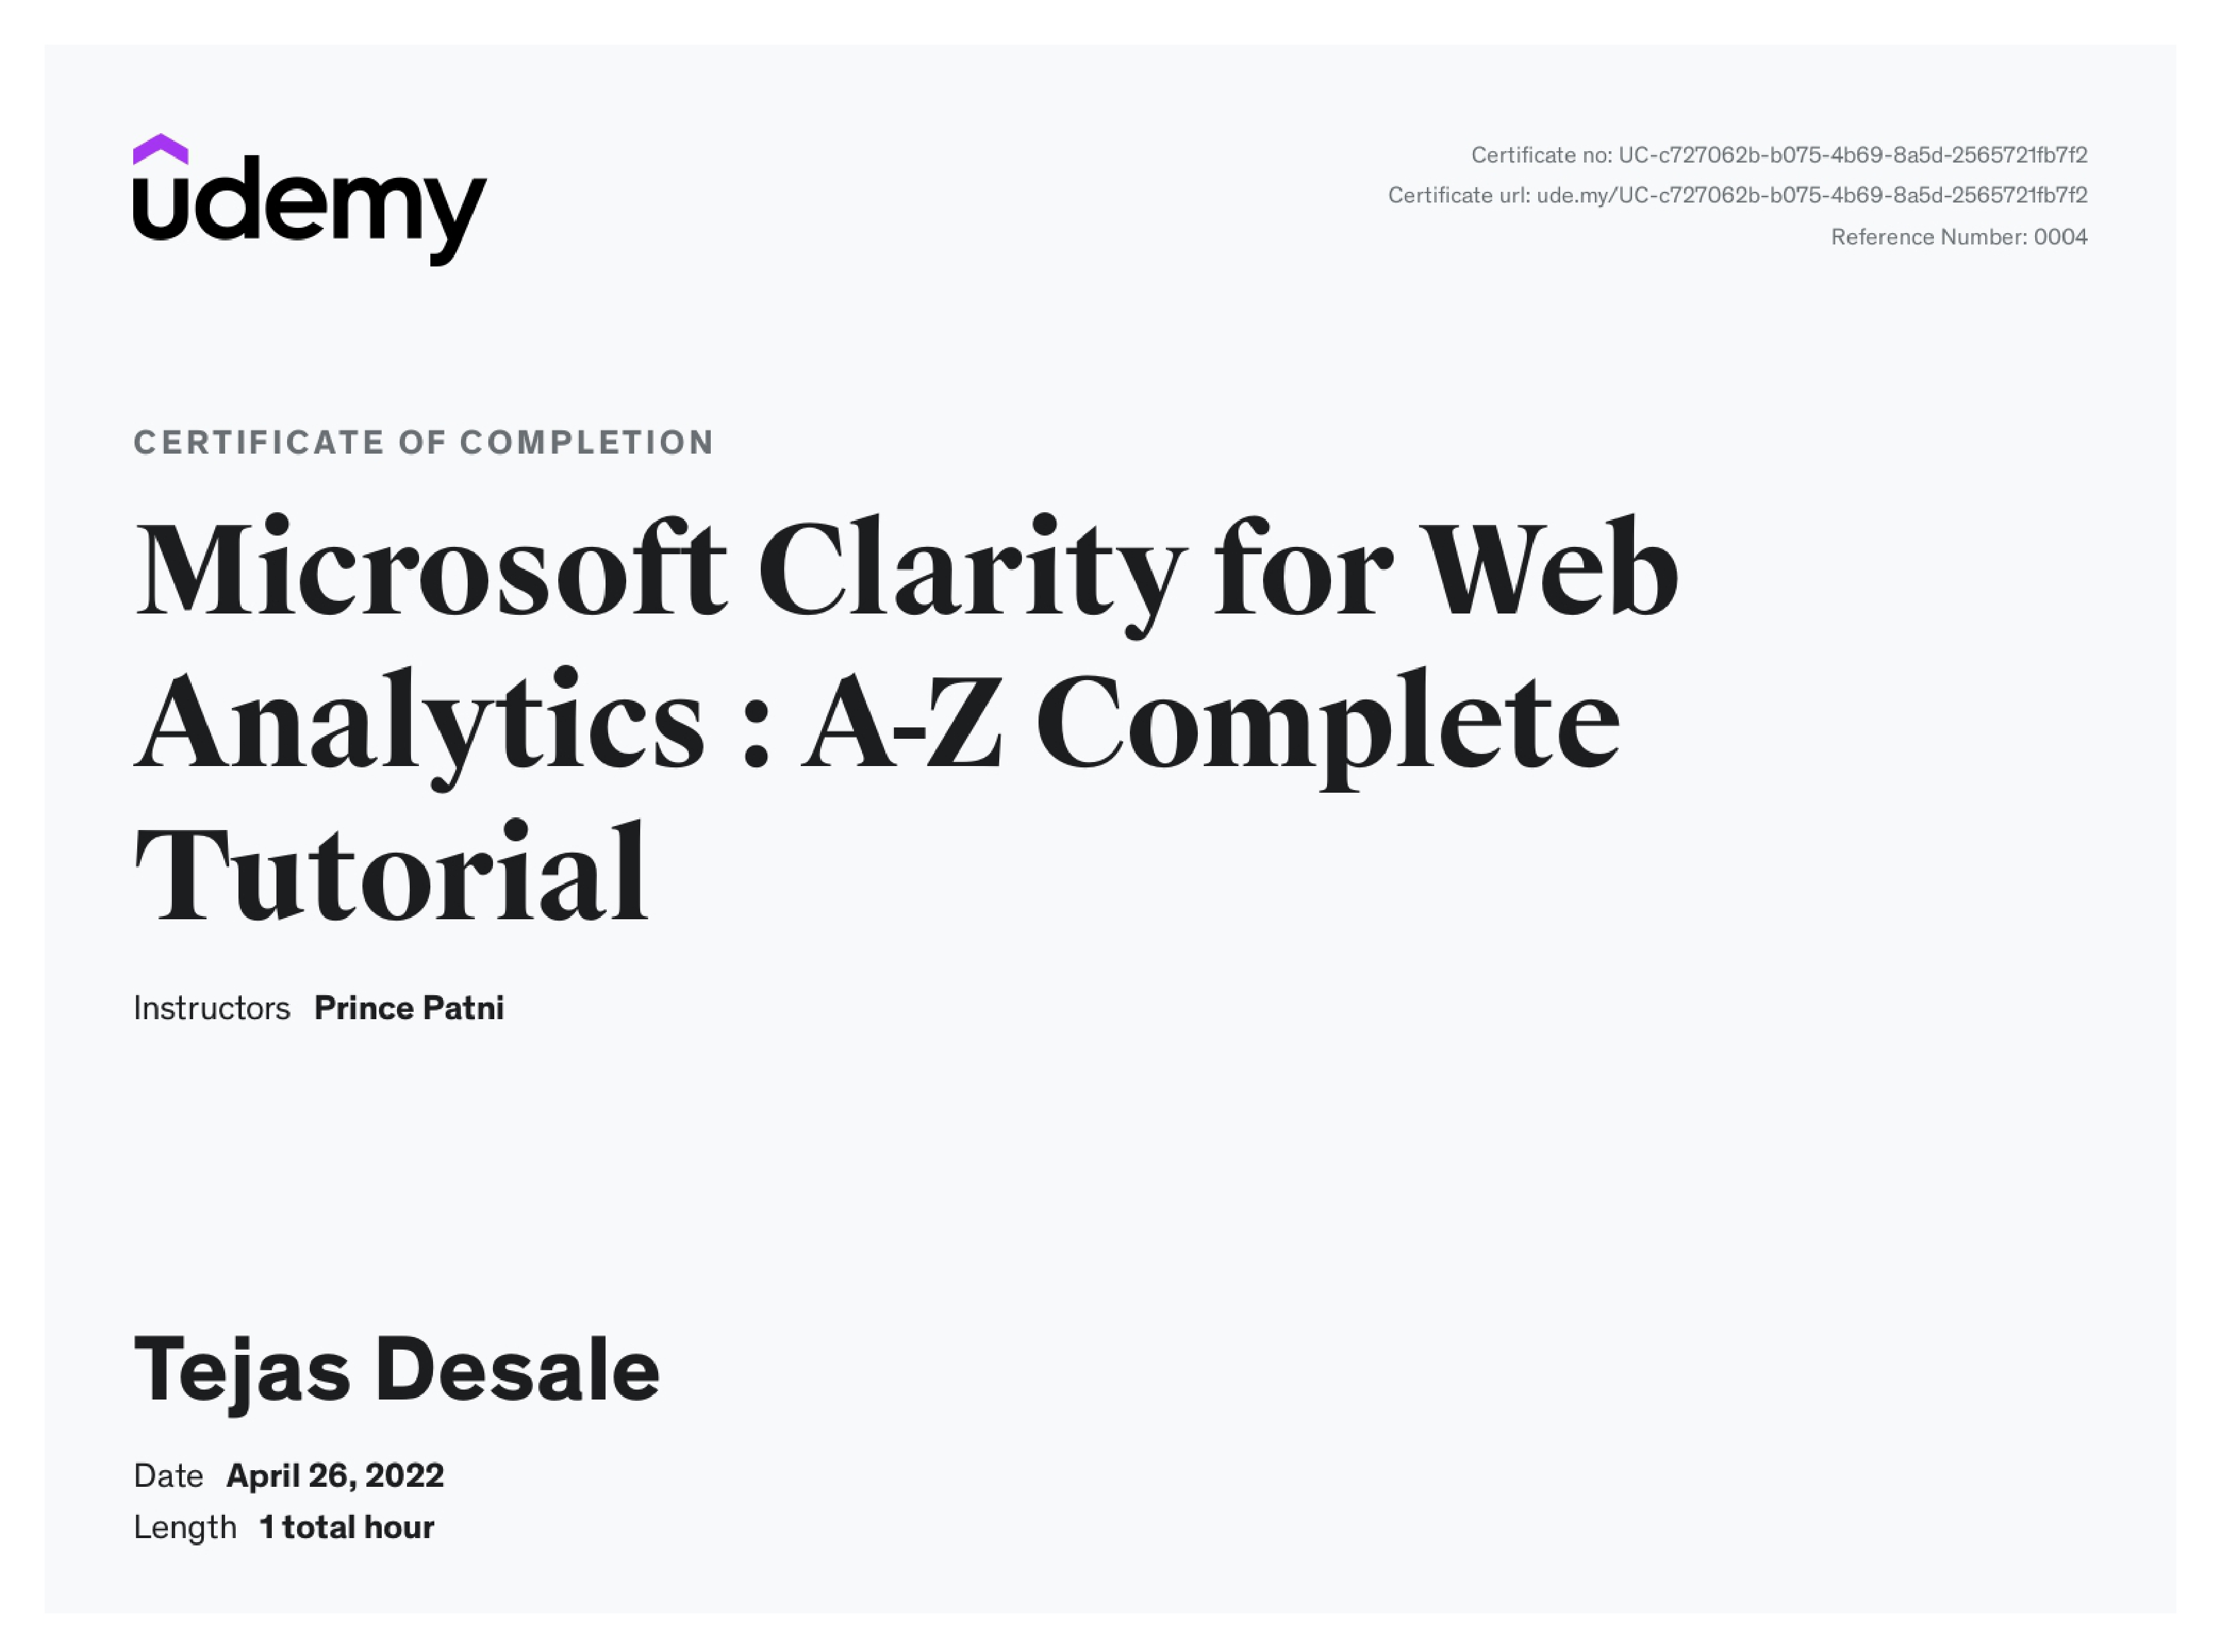 udemy
Certificate no: UC-c727062b-b075-4b69-8a5d-2565721fb7f2
Certificate url: ude.my/UC-c727062b-b075-4b69-8a5d-2565721fb7f2
Reference Number: 0004
CERTIFICATE OF COMPLETION
Microsoft Clarity for Web
Analytics : A-Z Complete
Tutorial
Instructors Prince Patni
Tejas Desale
Date April 26, 2022
Length 1 total hour